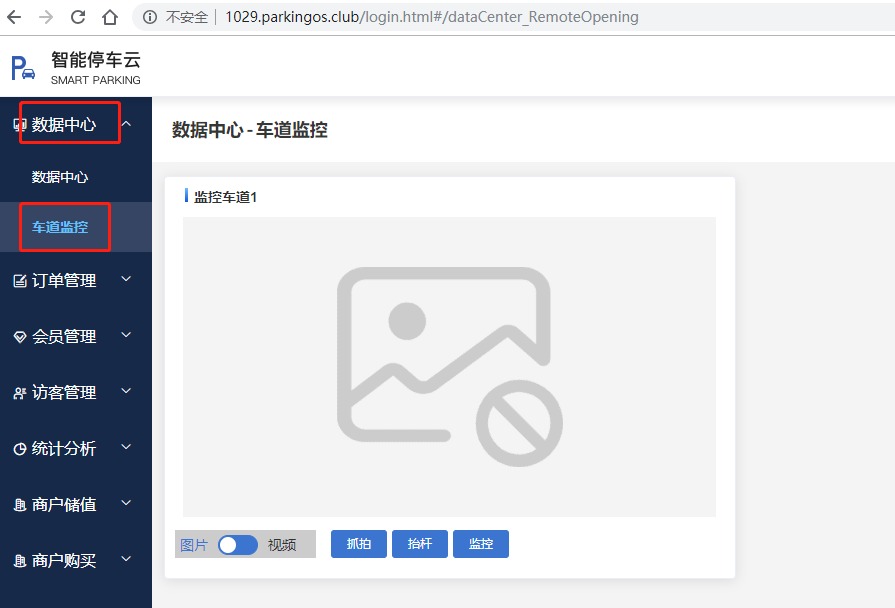 不安全 1029.parkingos.club/login.html#/dataCenter_RemoteOpening
智能停车云
SMART PARKING
数据中心
数据中心
车道监控
订单管理
会员管理
访客管理
统计分析
商户储值
商户购买
数据中心 - 车道监控
监控车道1
图片 视频 抓拍 抬杆 监控